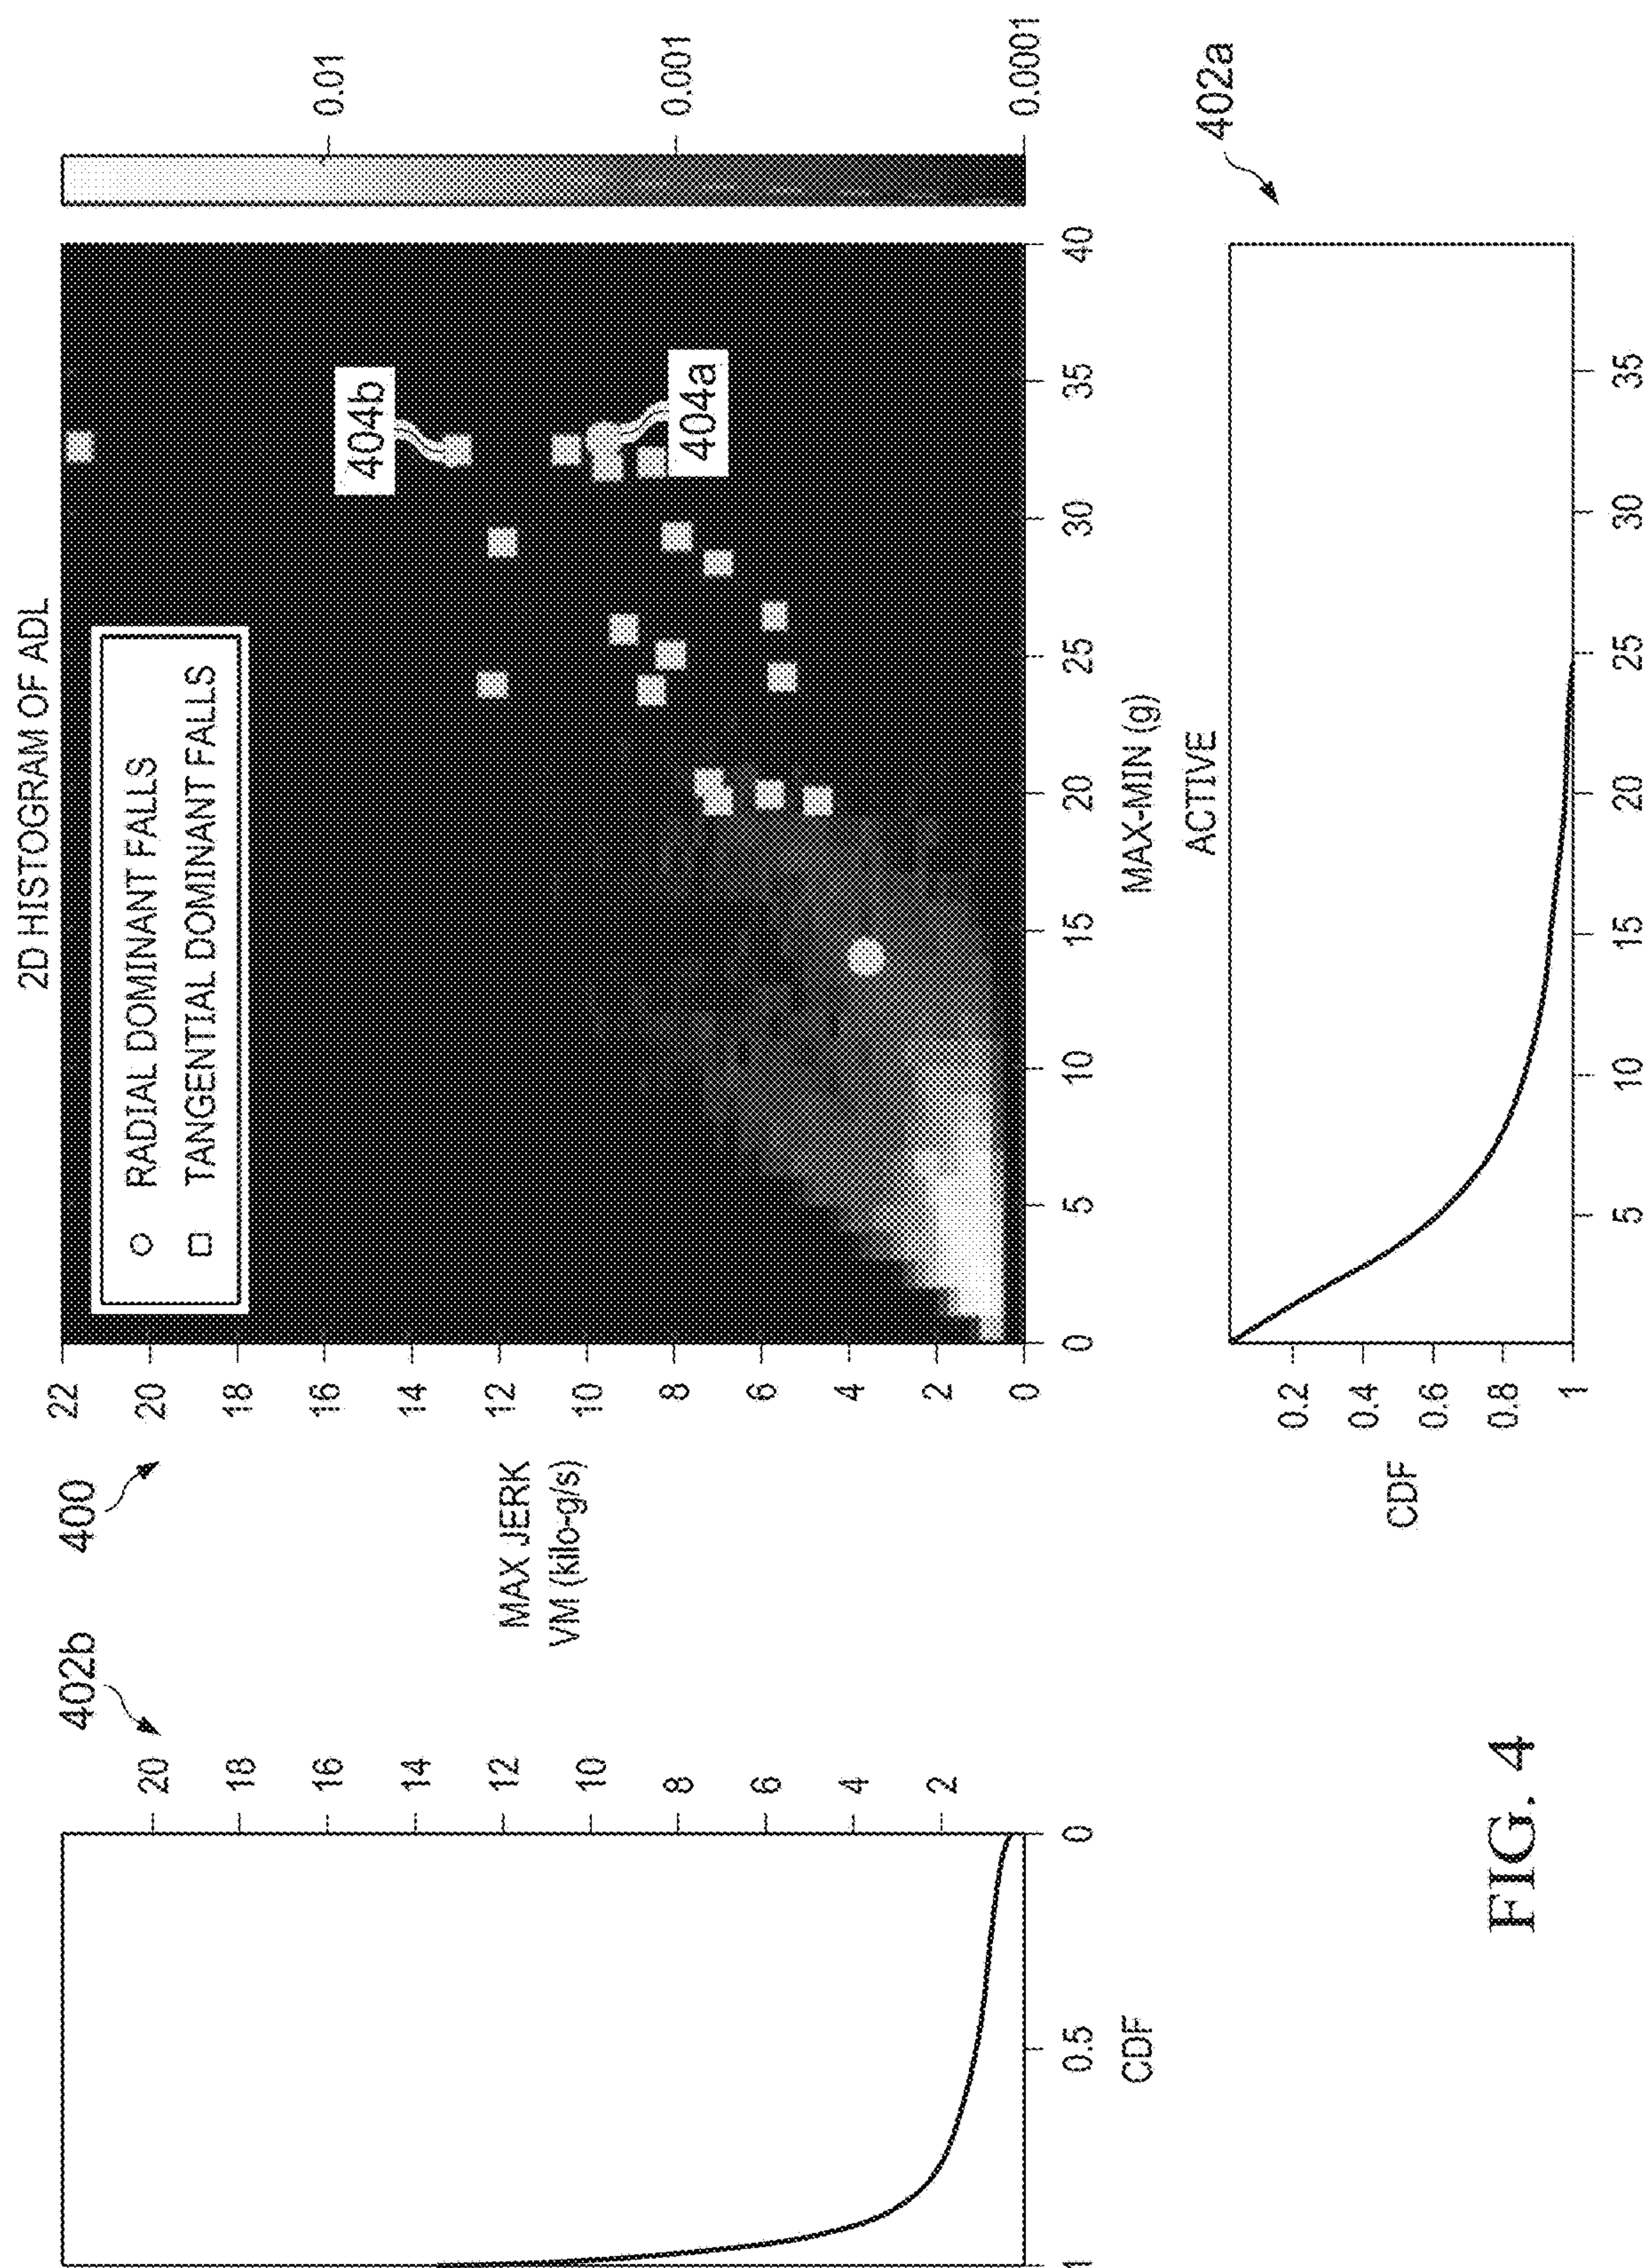 2D HISTOGRAM OF ADL
400
22
20
18
16
14
12
10
8
6
4
2
0
MAX JERK
VM (kilo-g/s)
RADIAL DOMINANT FALLS
TANGENTIAL DOMINANT FALLS
404b
404a
0.01
0.001
0.0001
0 5 10 15 20 25 30 35 40
MAX-MIN (g)
402b
20
18
16
14
12
10
8
6
4
2
1 0.5 0
CDF
402a
ACTIVE
0.2
0.4
0.6
0.8
1
CDF
5 10 15 20 25 30 35
FIG. 4